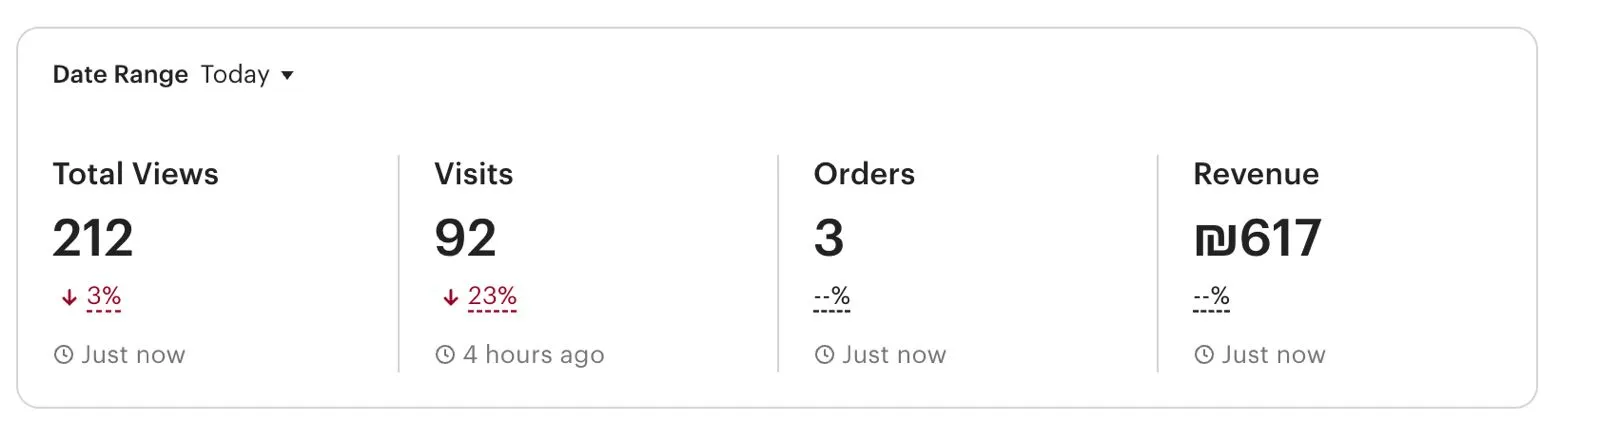 Date Range Today
Total Views
212
3%
Just now
Visits
92
23%
4 hours ago
Orders
3
--%
Just now
Revenue
₪617
--%
Just now